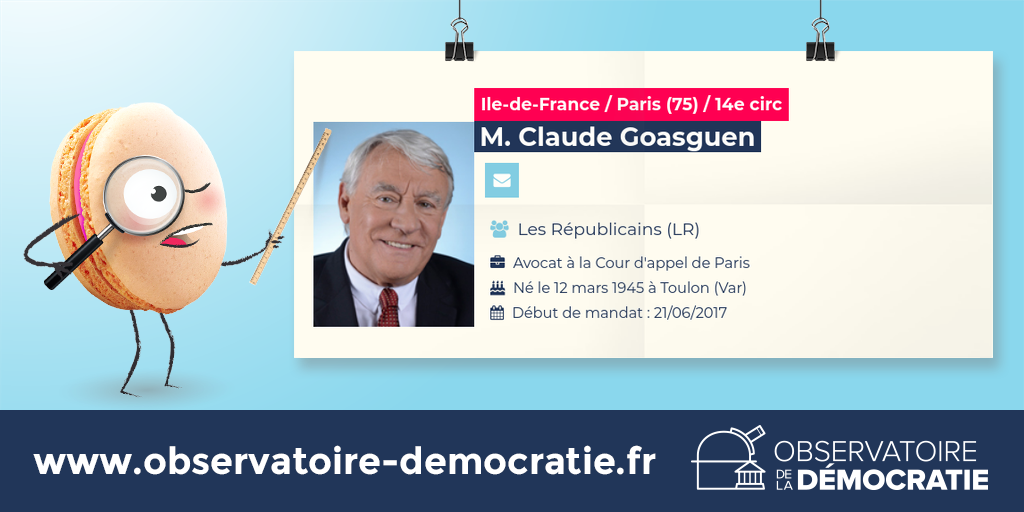 Ile-de-France / Paris (75) / 14e circ
M. Claude Goasguen
Les Républicains (LR)
Avocat à la Cour d'appel de Paris
Né le 12 mars 1945 à Toulon (Var)
Début de mandat : 21/06/2017
www.observatoire-democratie.fr
OBSERVATOIRE
DE LA DÉMOCRATIE